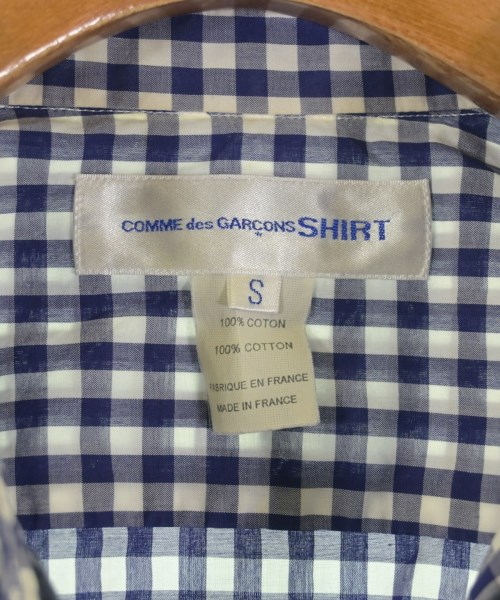 COMME des GARÇONS SHIRT
S
100% COTON
100% COTTON
FABRIQUE EN FRANCE
MADE IN FRANCE